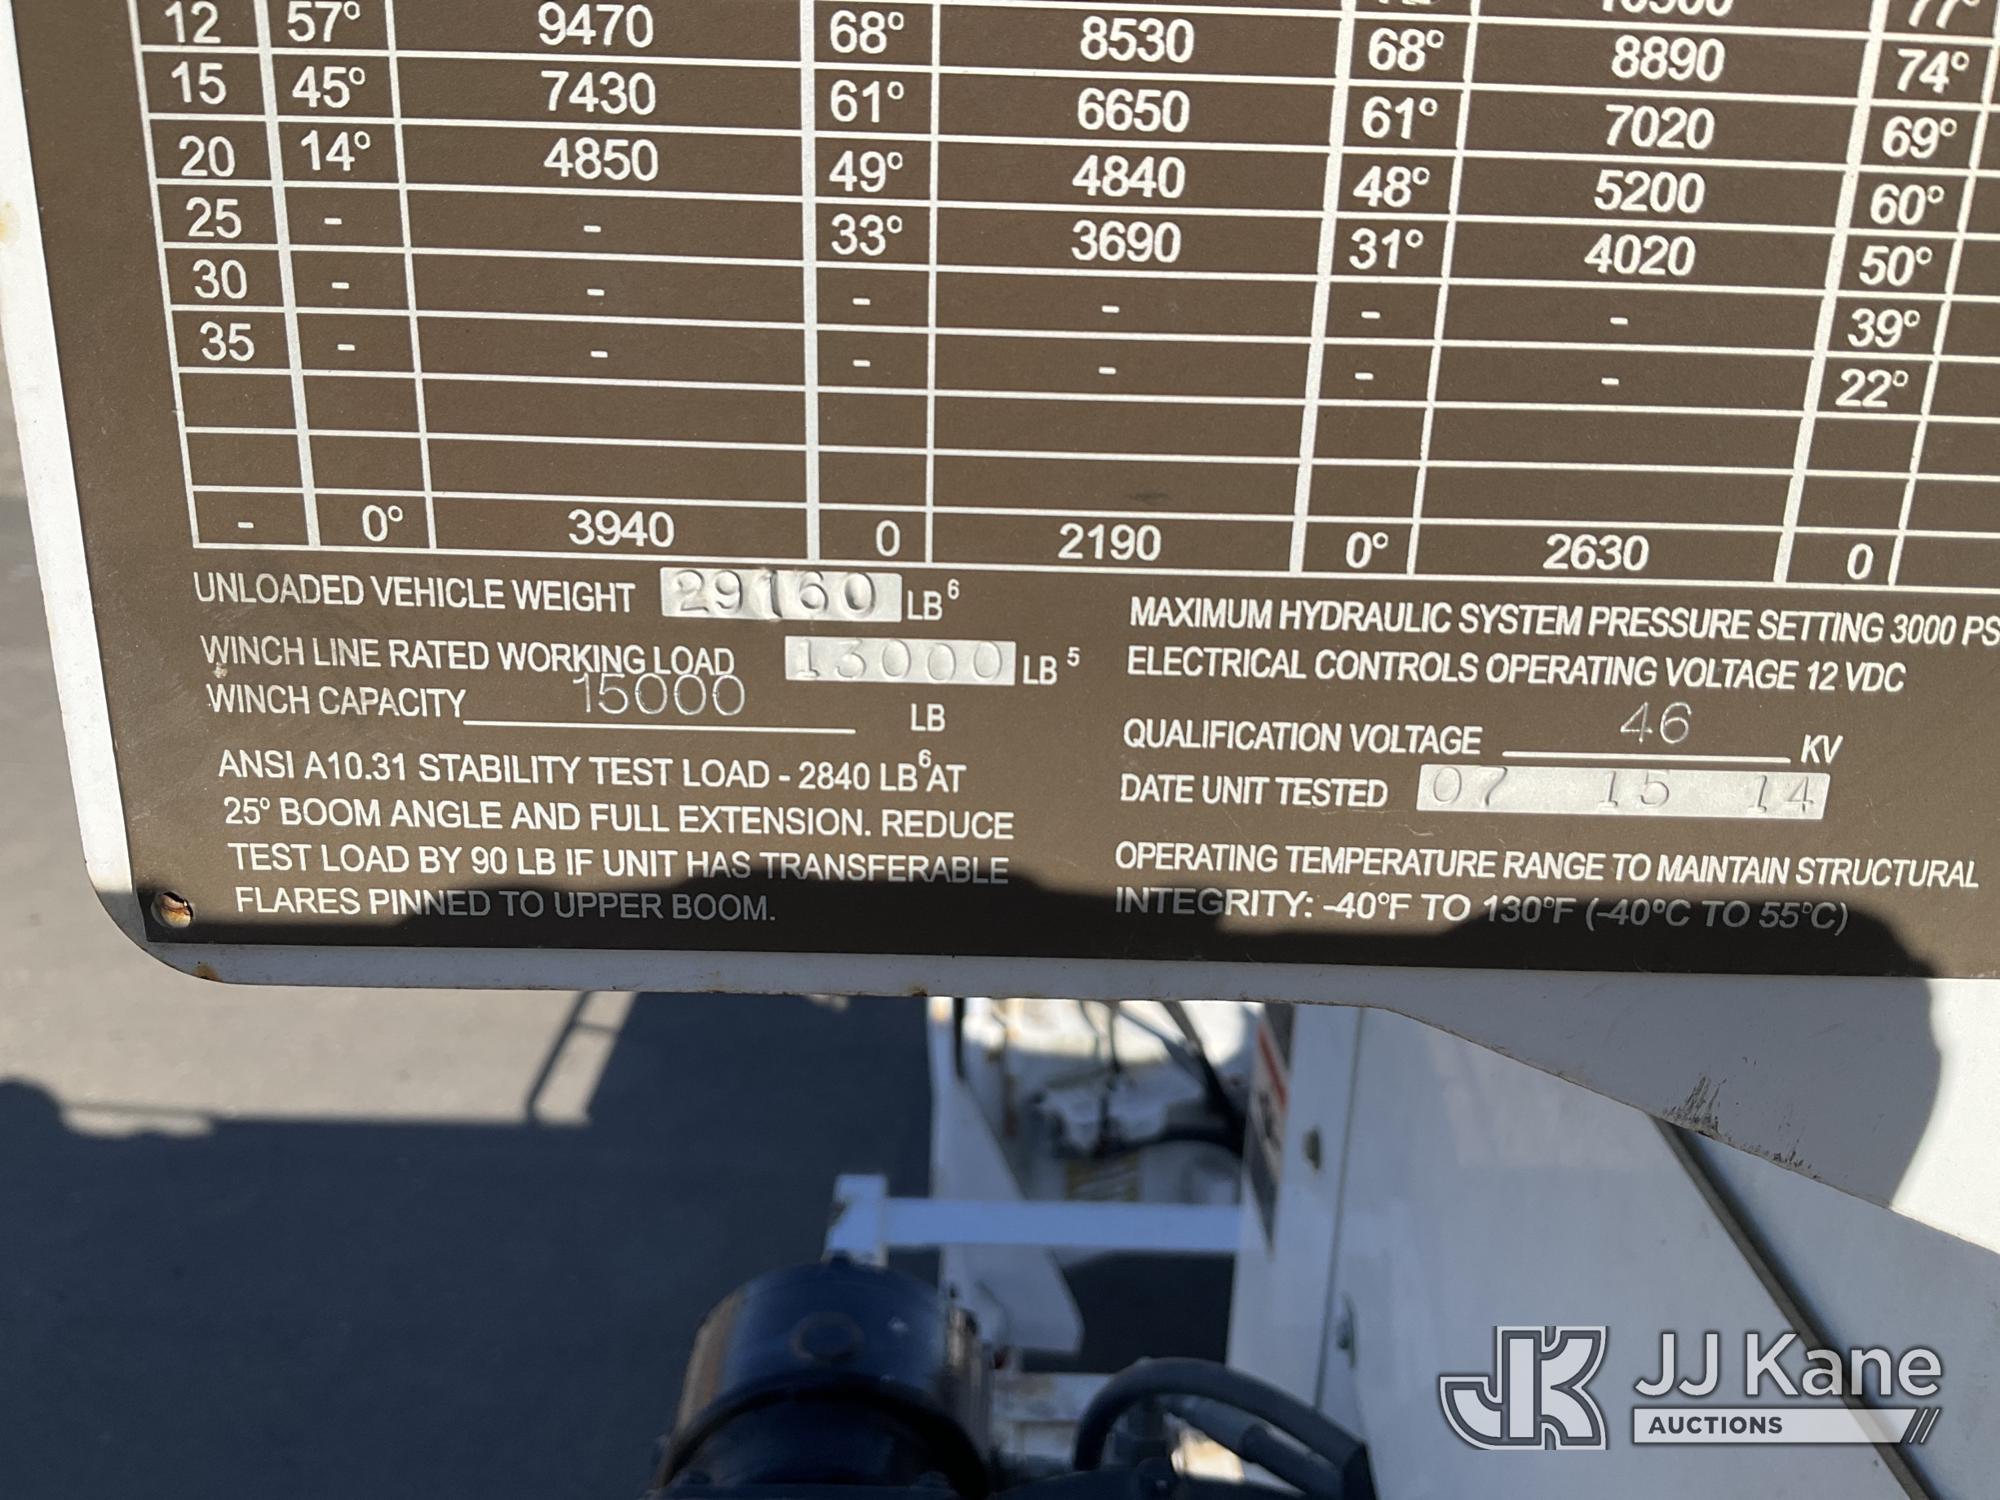 12 57° 9470 68° 8530 68° 8890 74°
15 45° 7430 61° 6650 61° 7020 69°
20 14° 4850 49° 4840 48° 5200 60°
25 - - 33° 3690 31° 4020 50°
30 - - - - - - 39°
35 - - - - - - 22°
- 0° 3940 0 2190 0° 2630 0
UNLOADED VEHICLE WEIGHT 29160 LB6
WINCH LINE RATED WORKING LOAD 13000 LB5
WINCH CAPACITY 15000 LB
ANSI A10.31 STABILITY TEST LOAD - 2840 LB6 AT
25° BOOM ANGLE AND FULL EXTENSION. REDUCE
TEST LOAD BY 90 LB IF UNIT HAS TRANSFERABLE
FLARES PINNED TO UPPER BOOM.
MAXIMUM HYDRAULIC SYSTEM PRESSURE SETTING 3000 PS
ELECTRICAL CONTROLS OPERATING VOLTAGE 12 VDC
QUALIFICATION VOLTAGE 46 KV
DATE UNIT TESTED 07 15 14
OPERATING TEMPERATURE RANGE TO MAINTAIN STRUCTURAL
INTEGRITY: -40°F TO 130°F (-40°C TO 55°C)
JK JJ Kane
AUCTIONS